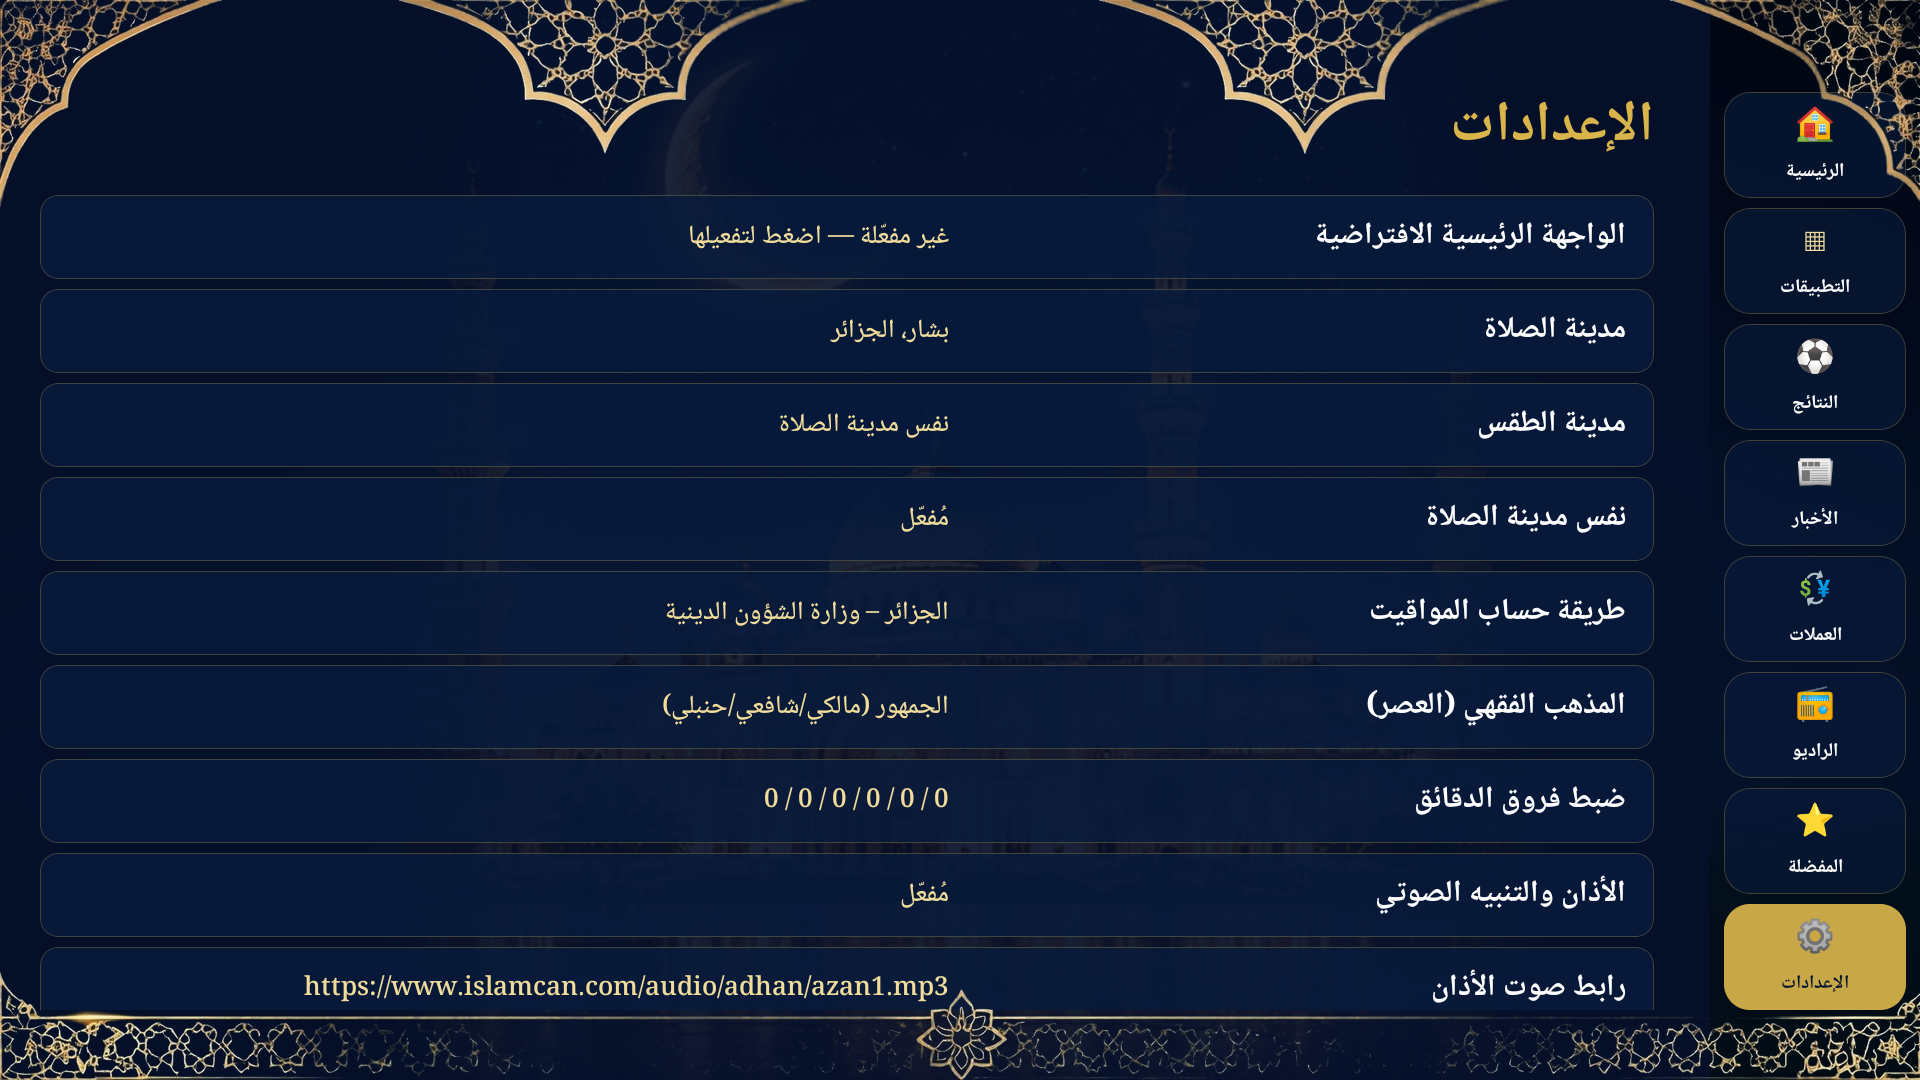 الإعدادات
الواجهة الرئيسية الافتراضية
غير مفعّلة — اضغط لتفعيلها
مدينة الصلاة
بشار، الجزائر
مدينة الطقس
نفس مدينة الصلاة
نفس مدينة الصلاة
مُفعّل
طريقة حساب المواقيت
الجزائر – وزارة الشؤون الدينية
المذهب الفقهي (العصر)
الجمهور (مالكي/شافعي/حنبلي)
ضبط فروق الدقائق
0 / 0 / 0 / 0 / 0 / 0
الأذان والتنبيه الصوتي
مُفعّل
رابط صوت الأذان
https://www.islamcan.com/audio/adhan/azan1.mp3
الرئيسية
التطبيقات
النتائج
الأخبار
العملات
الراديو
المفضلة
الإعدادات